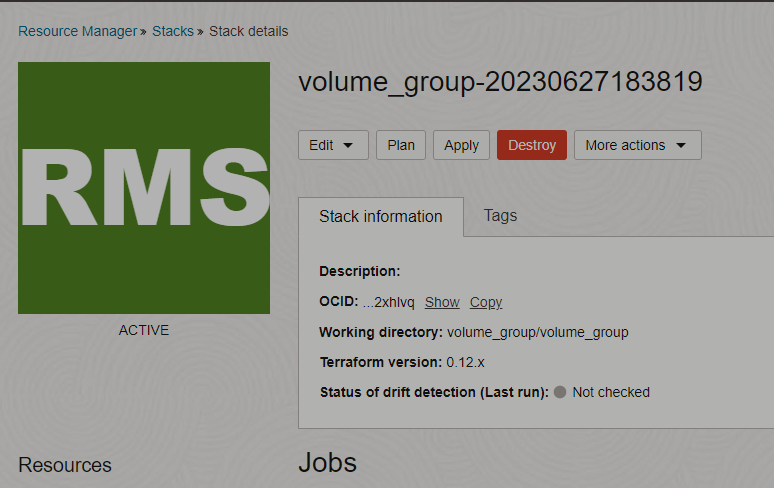 Resource Manager » Stacks » Stack details
RMS
ACTIVE
volume_group-20230627183819
Edit Plan Apply Destroy More actions
Stack information Tags
Description:
OCID: ...2xhlvq Show Copy
Working directory: volume_group/volume_group
Terraform version: 0.12.x
Status of drift detection (Last run): Not checked
Resources
Jobs